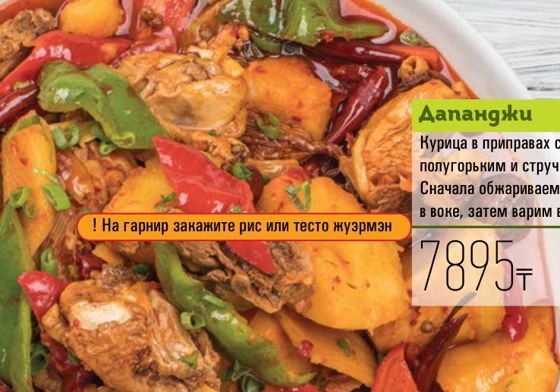 Дапанджи
Курица в приправах с
полугорьким и струч
Сначала обжариваем
в воке, затем варим в
! На гарнир закажите рис или тесто жуэрмэн
7895₸